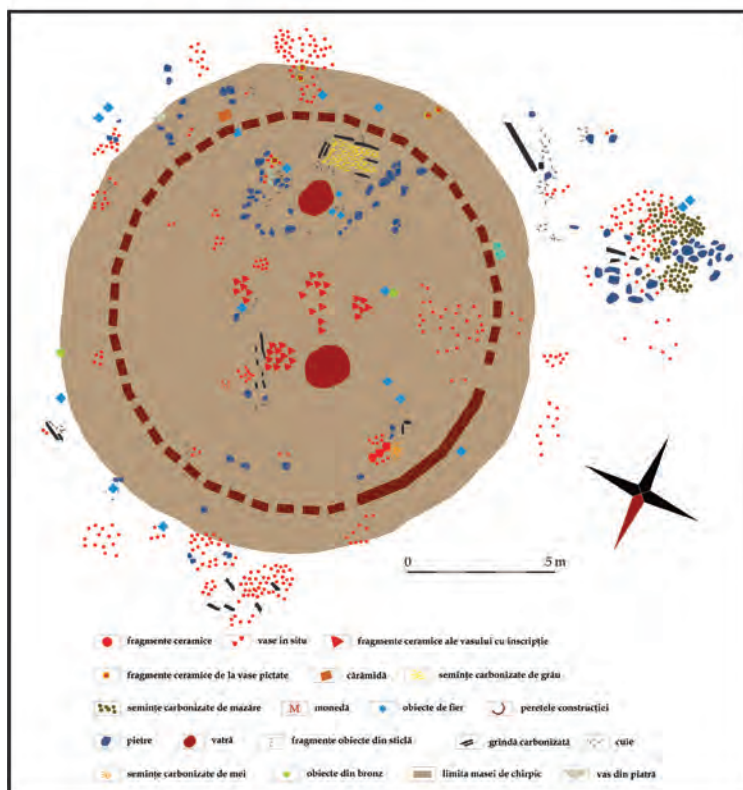 0 5 m
fragmente ceramice vase in situ fragmente ceramice ale vasului cu inscripție
fragmente ceramice de la vase pictate cărămidă semințe carbonizate de grâu
semințe carbonizate de mazăre M monedă obiecte de fier peretele construcției
pietre vatră fragmente obiecte din sticlă grindă carbonizată cuie
semințe carbonizate de mei obiecte din bronz limita masei de chirpic vas din piatră